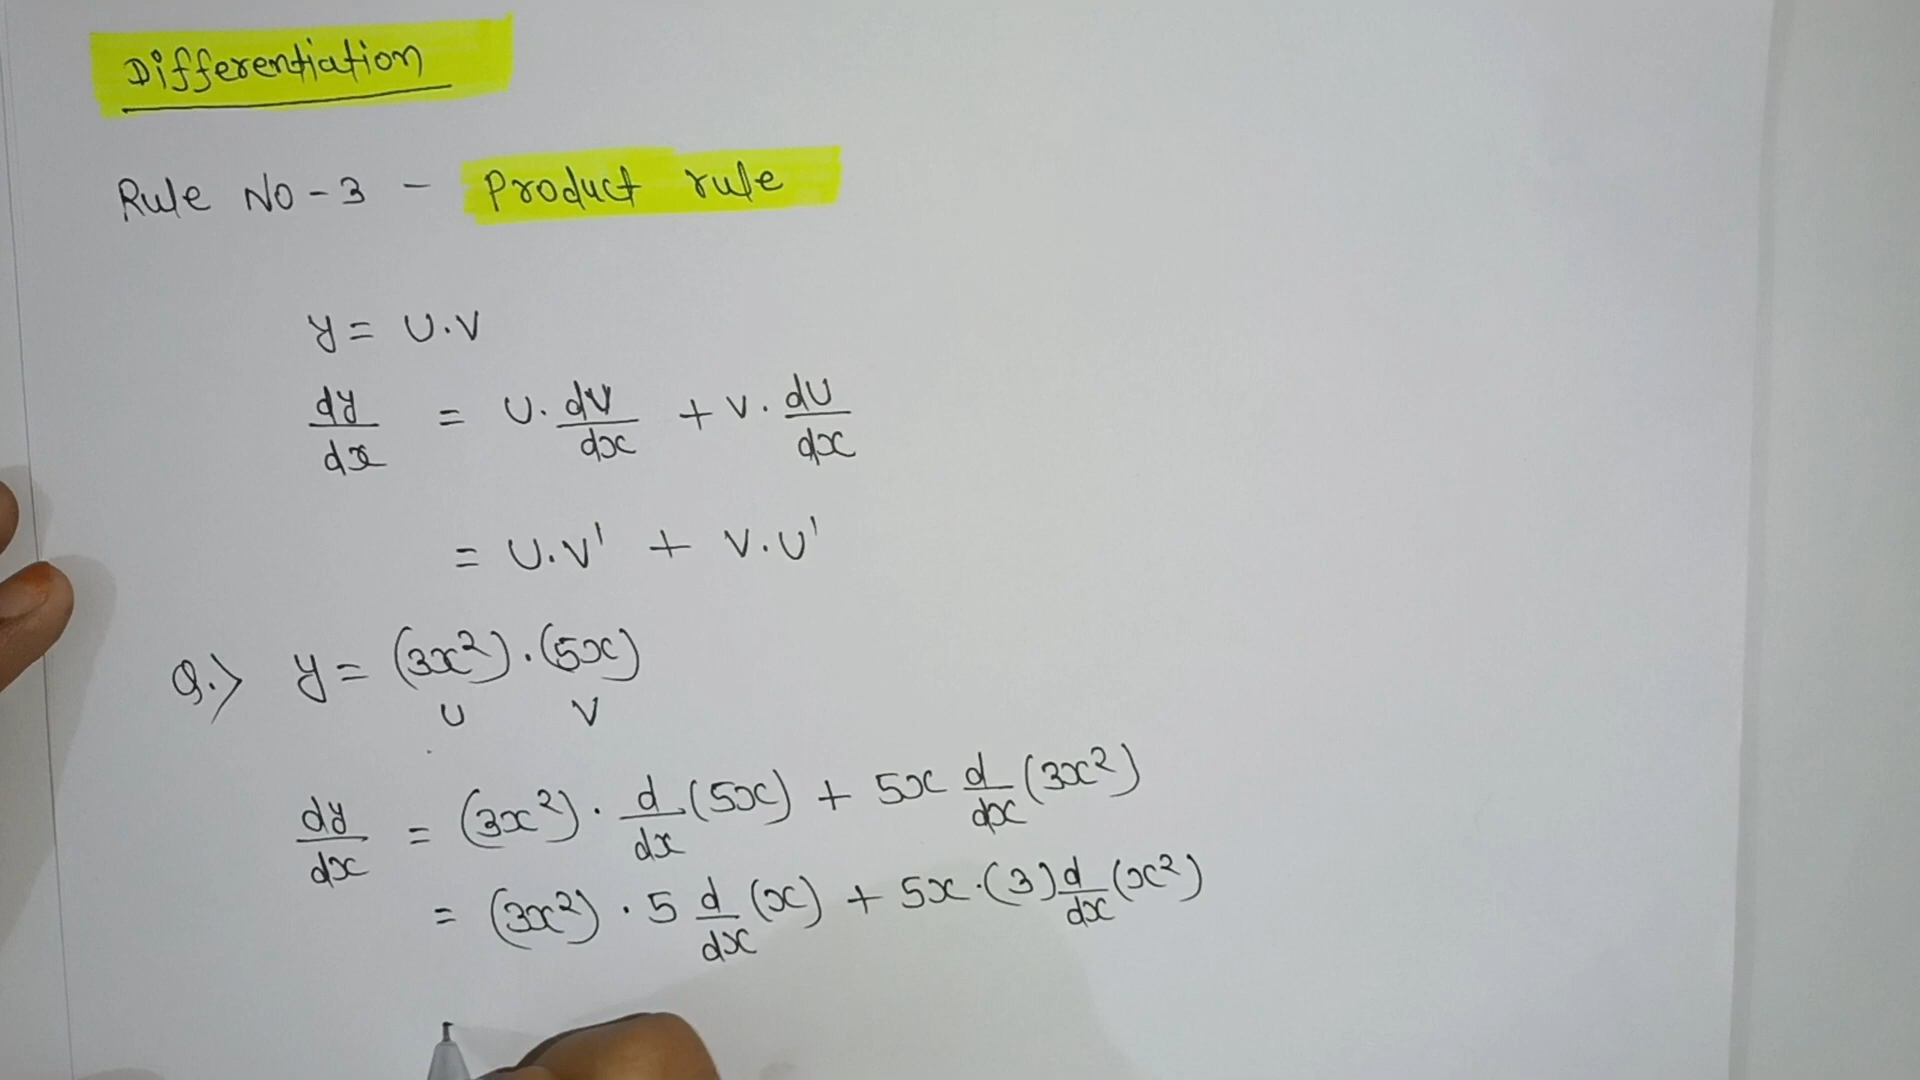 Differentiation
Rule No-3 - Product rule
y = U.V
dy/dx = U. dV/dx + V. dU/dx
= U.V' + V.U'
Q.> y = (3x²).(5x)
U V
dy/dx = (3x²). d/dx (5x) + 5x d/dx (3x²)
= (3x²) . 5 d/dx (x) + 5x .(3) d/dx (x²)